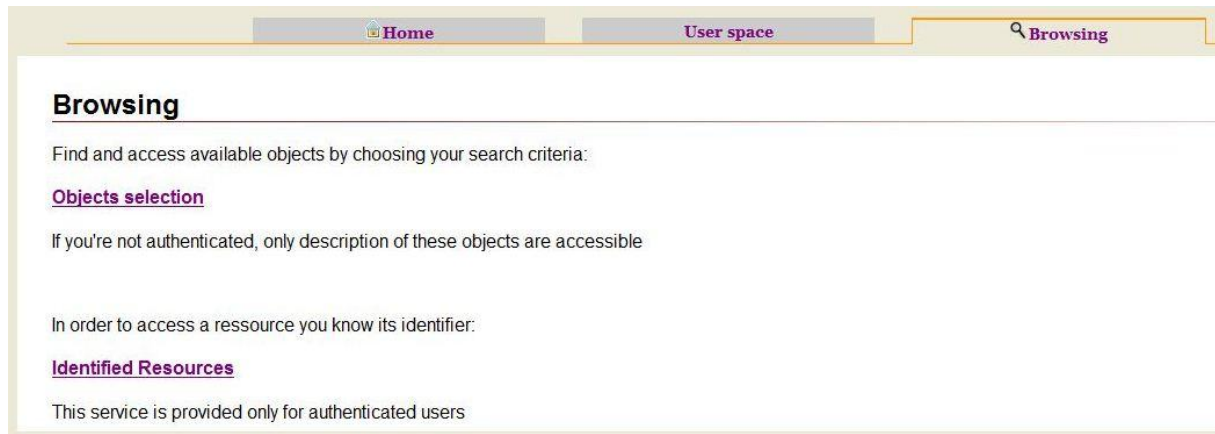 Home User space Browsing
Browsing
Find and access available objects by choosing your search criteria:
Objects selection
If you're not authenticated, only description of these objects are accessible
In order to access a ressource you know its identifier:
Identified Resources
This service is provided only for authenticated users